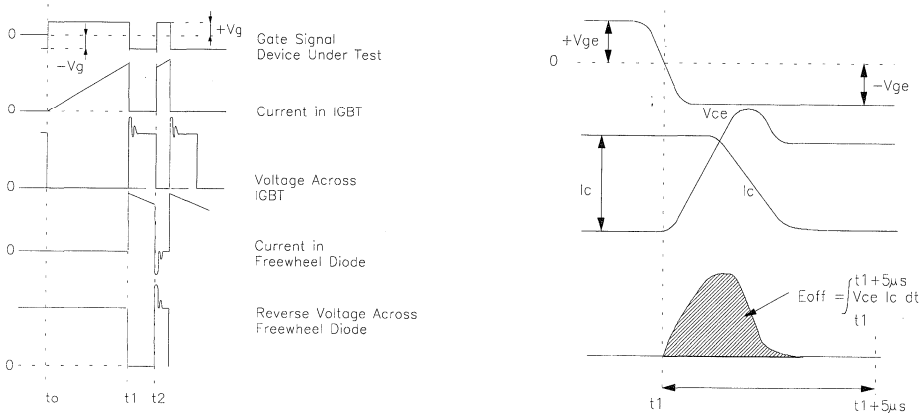 0
+Vg
-Vg
Gate Signal
Device Under Test
0
Current in IGBT
0
Voltage Across
IGBT
0
Current in
Freewheel Diode
Reverse Voltage Across
Freewheel Diode
0
to
t1
t2
+Vge
0
-Vge
Vce
Ic
Ic
Eoff = ∫ Vce Ic dt
t1+5µs
t1
t1
t1+5µs